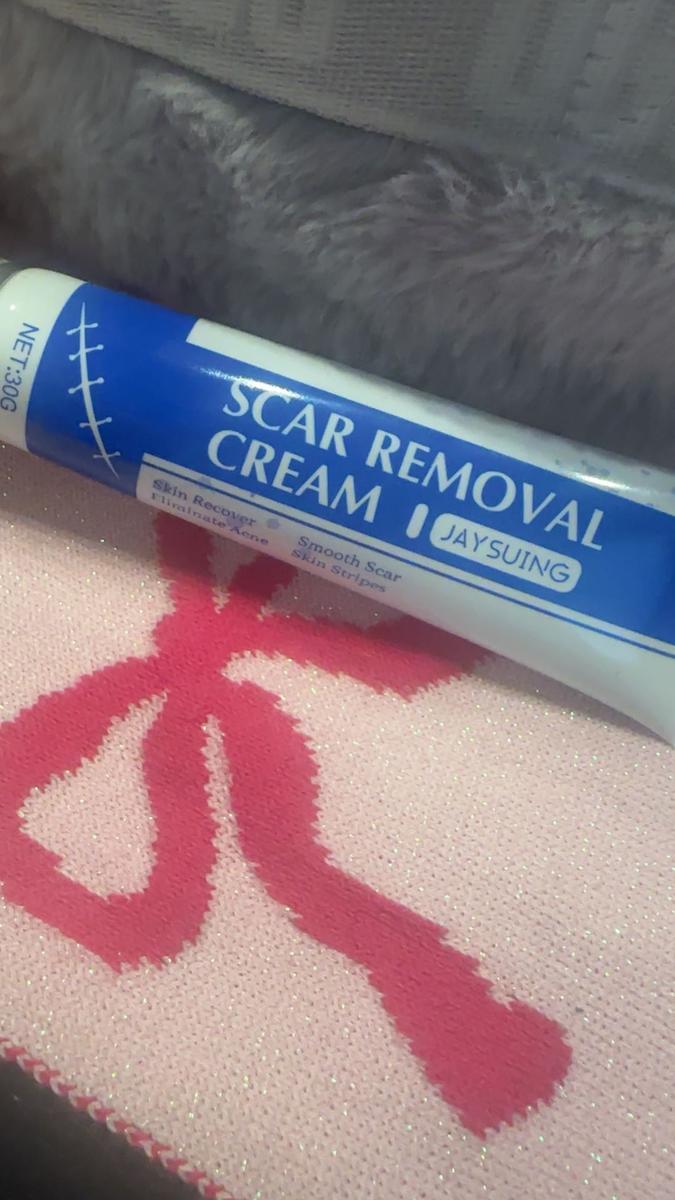 NET:30G
SCAR REMOVAL
CREAM
JAYSUING
Skin Recover
Eliminate Acne
Smooth Scar
Skin Stripes